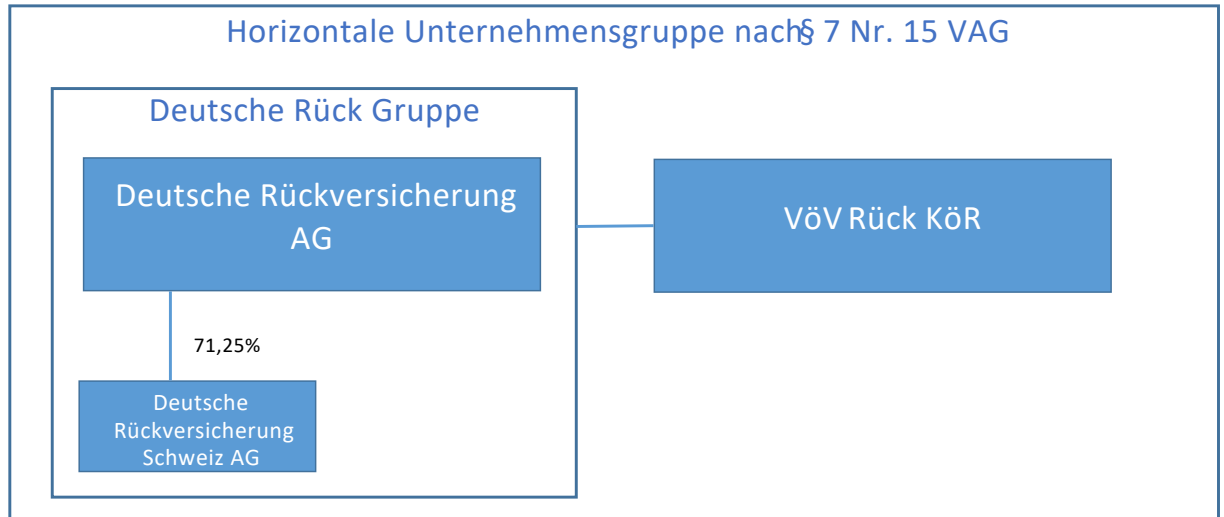 Horizontale Unternehmensgruppe nach§ 7 Nr. 15 VAG
Deutsche Rück Gruppe
Deutsche Rückversicherung
AG
VöV Rück KöR
71,25%
Deutsche
Rückversicherung
Schweiz AG